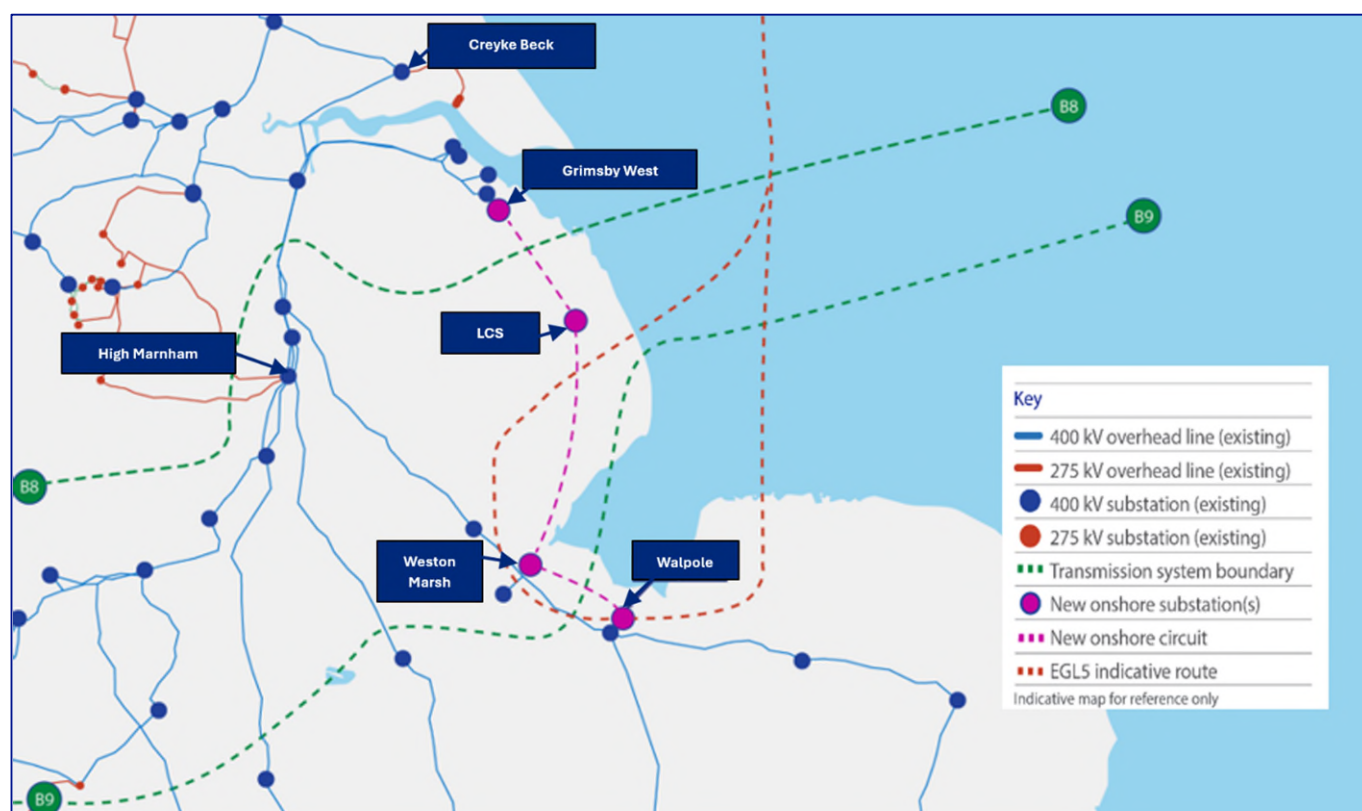 Creyke Beck
B8
Grimsby West
B9
LCS
High Marnham
Key
400 kV overhead line (existing)
275 kV overhead line (existing)
B8
400 kV substation (existing)
275 kV substation (existing)
Weston
Marsh
Walpole
Transmission system boundary
New onshore substation(s)
New onshore circuit
EGL5 indicative route
Indicative map for reference only
B9